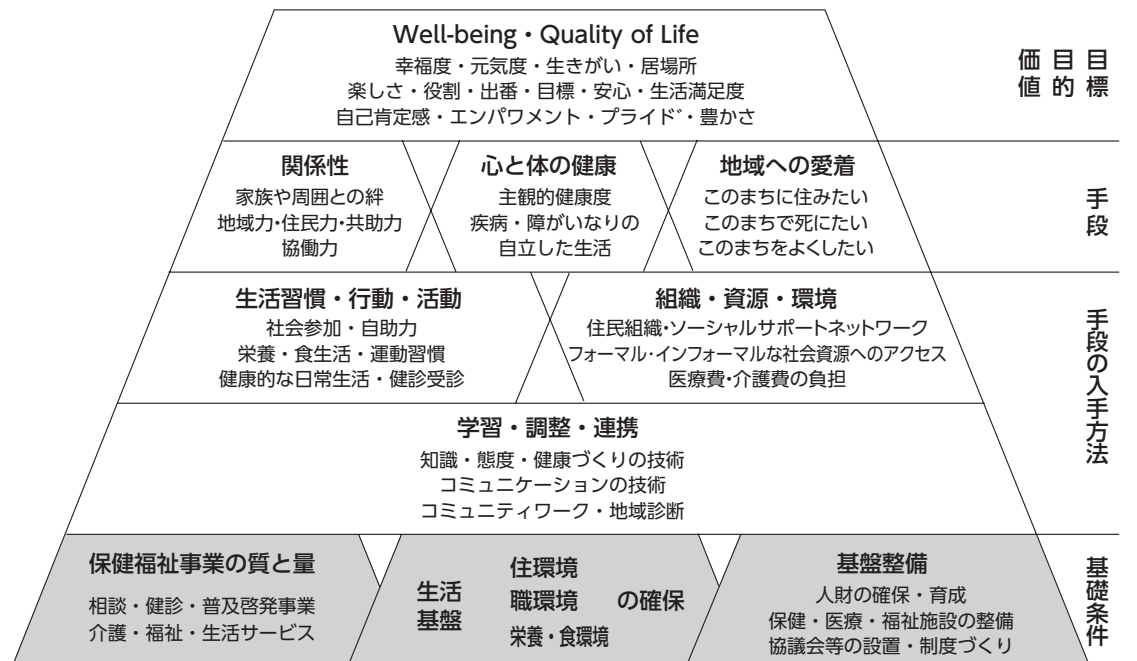 Well-being・Quality of Life
幸福度・元気度・生きがい・居場所
楽しさ・役割・出番・目標・安心・生活満足度
自己肯定感・エンパワメント・プライド・豊かさ
目標
目的
価値
関係性
家族や周囲との絆
地域力・住民力・共助力
協働力
心と体の健康
主観的健康度
疾病・障がいなりの
自立した生活
地域への愛着
このまちに住みたい
このまちで死にたい
このまちをよくしたい
手段
生活習慣・行動・活動
社会参加・自助力
栄養・食生活・運動習慣
健康的な日常生活・健診受診
組織・資源・環境
住民組織・ソーシャルサポートネットワーク
フォーマル・インフォーマルな社会資源へのアクセス
医療費・介護費の負担
手段の入手方法
学習・調整・連携
知識・態度・健康づくりの技術
コミュニケーションの技術
コミュニティワーク・地域診断
保健福祉事業の質と量
相談・健診・普及啓発事業
介護・福祉・生活サービス
生活
基盤
住環境
職環境
栄養・食環境
の確保
基盤整備
人財の確保・育成
保健・医療・福祉施設の整備
協議会等の設置・制度づくり
基礎条件